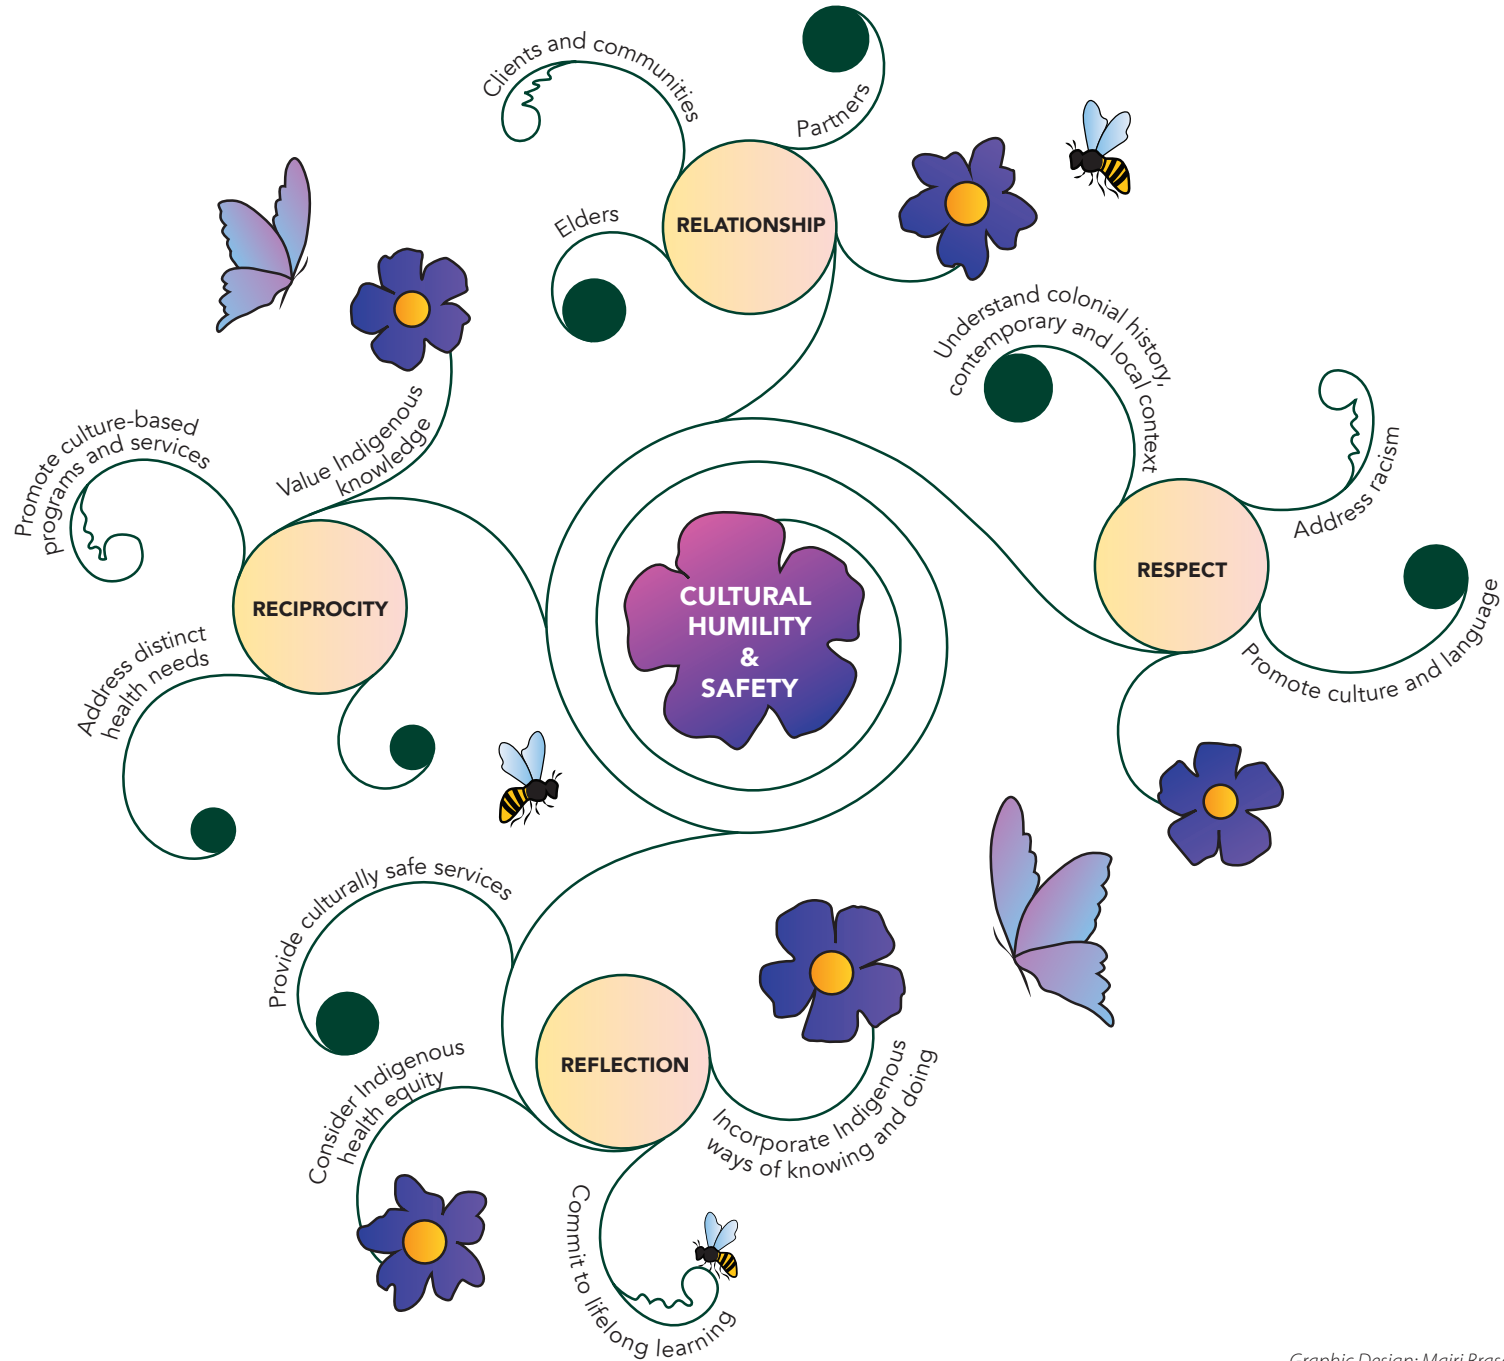 Clients and communities
Partners
Elders
RELATIONSHIP
Understand colonial history,
contemporary and local context
Address racism
RESPECT
Promote culture and language
Value Indigenous
knowledge
Promote culture-based
programs and services
RECIPROCITY
Address distinct
health needs
CULTURAL
HUMILITY
&
SAFETY
Provide culturally safe services
Consider Indigenous
health equity
REFLECTION
Incorporate Indigenous
ways of knowing and doing
Commit to lifelong learning
Graphic Design: Mairi